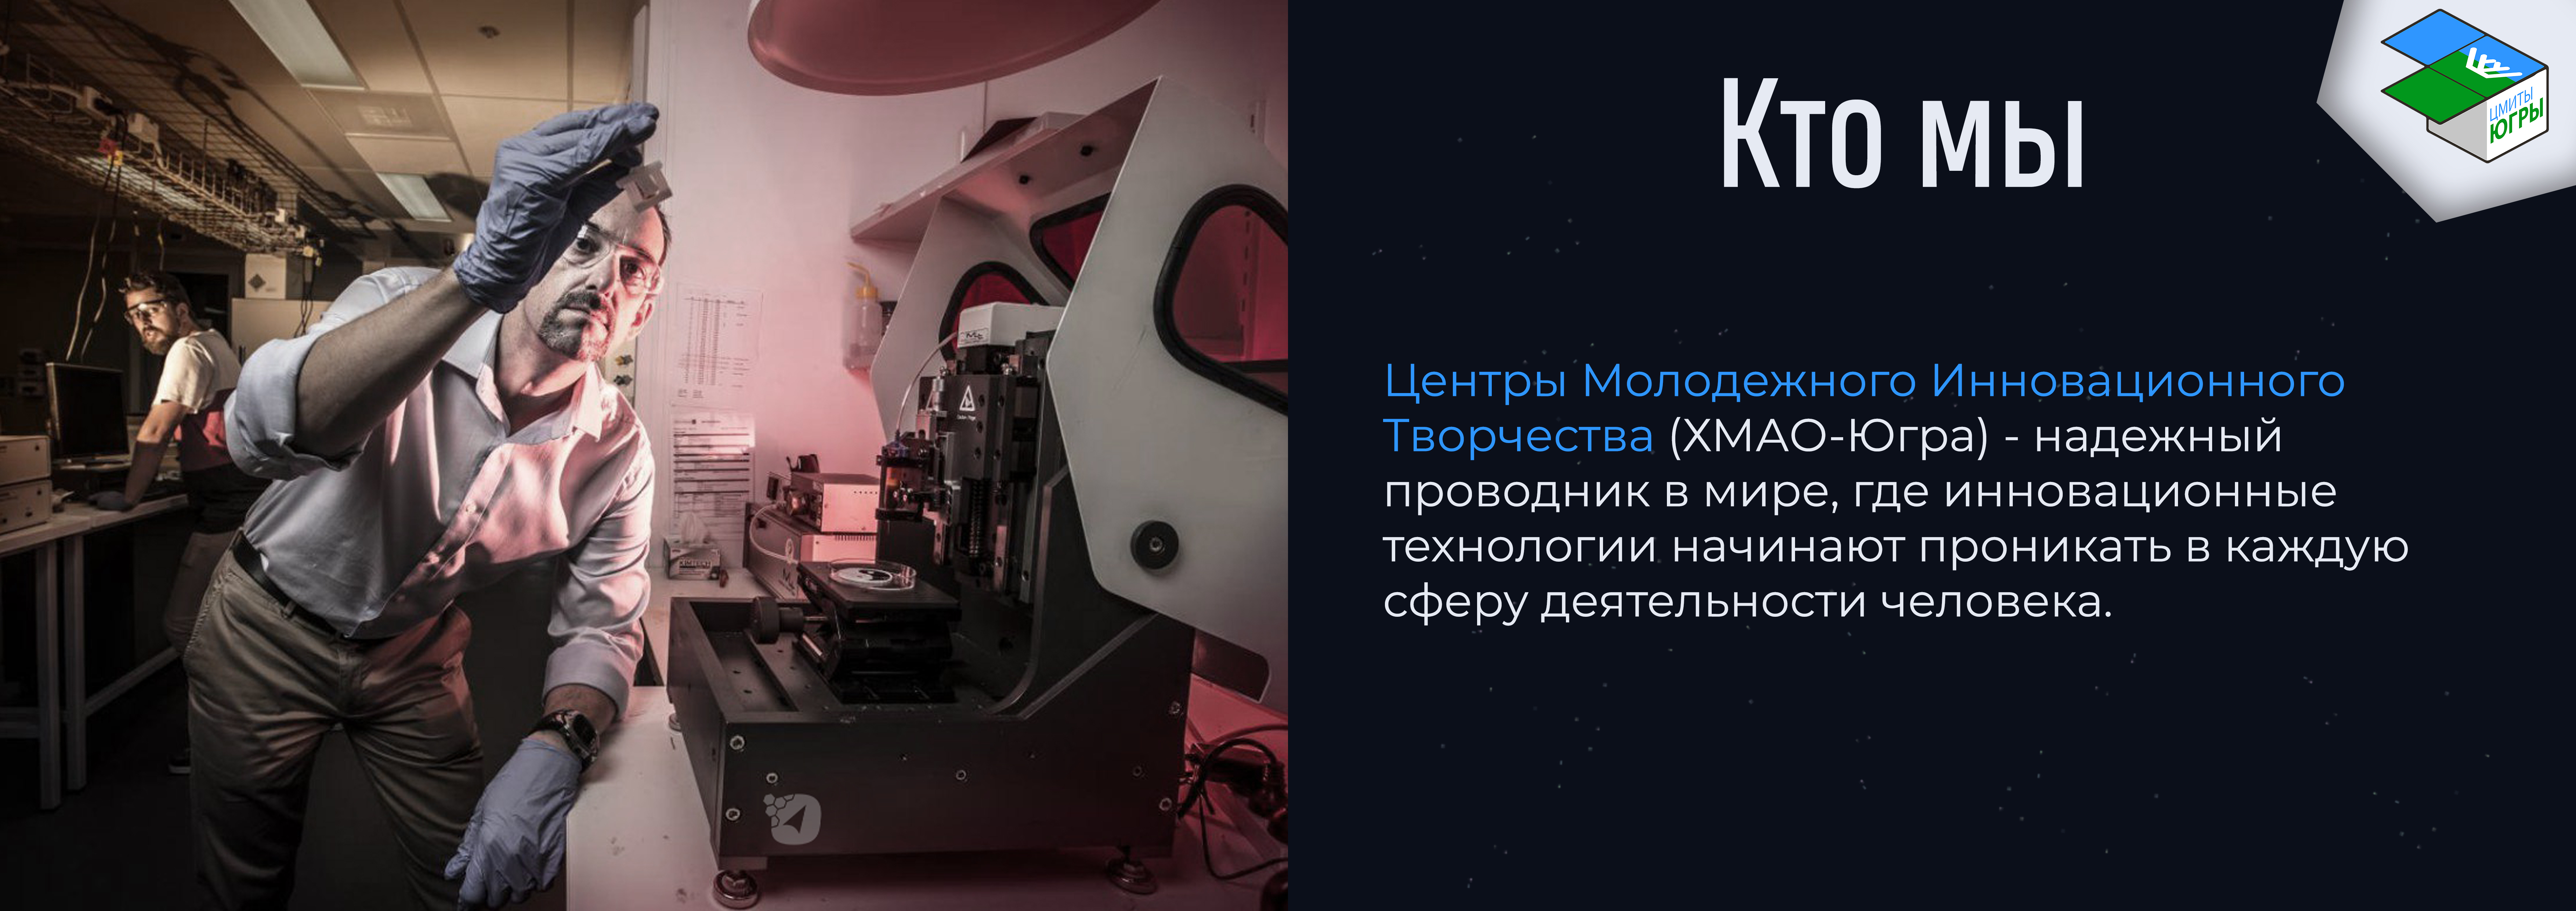 Кто мы
ЦМИТЫ
ЮГРЫ
Центры Молодежного Инновационного
Творчества (ХМАО-Югра) - надежный
проводник в мире, где инновационные
технологии начинают проникать в каждую
сферу деятельности человека.